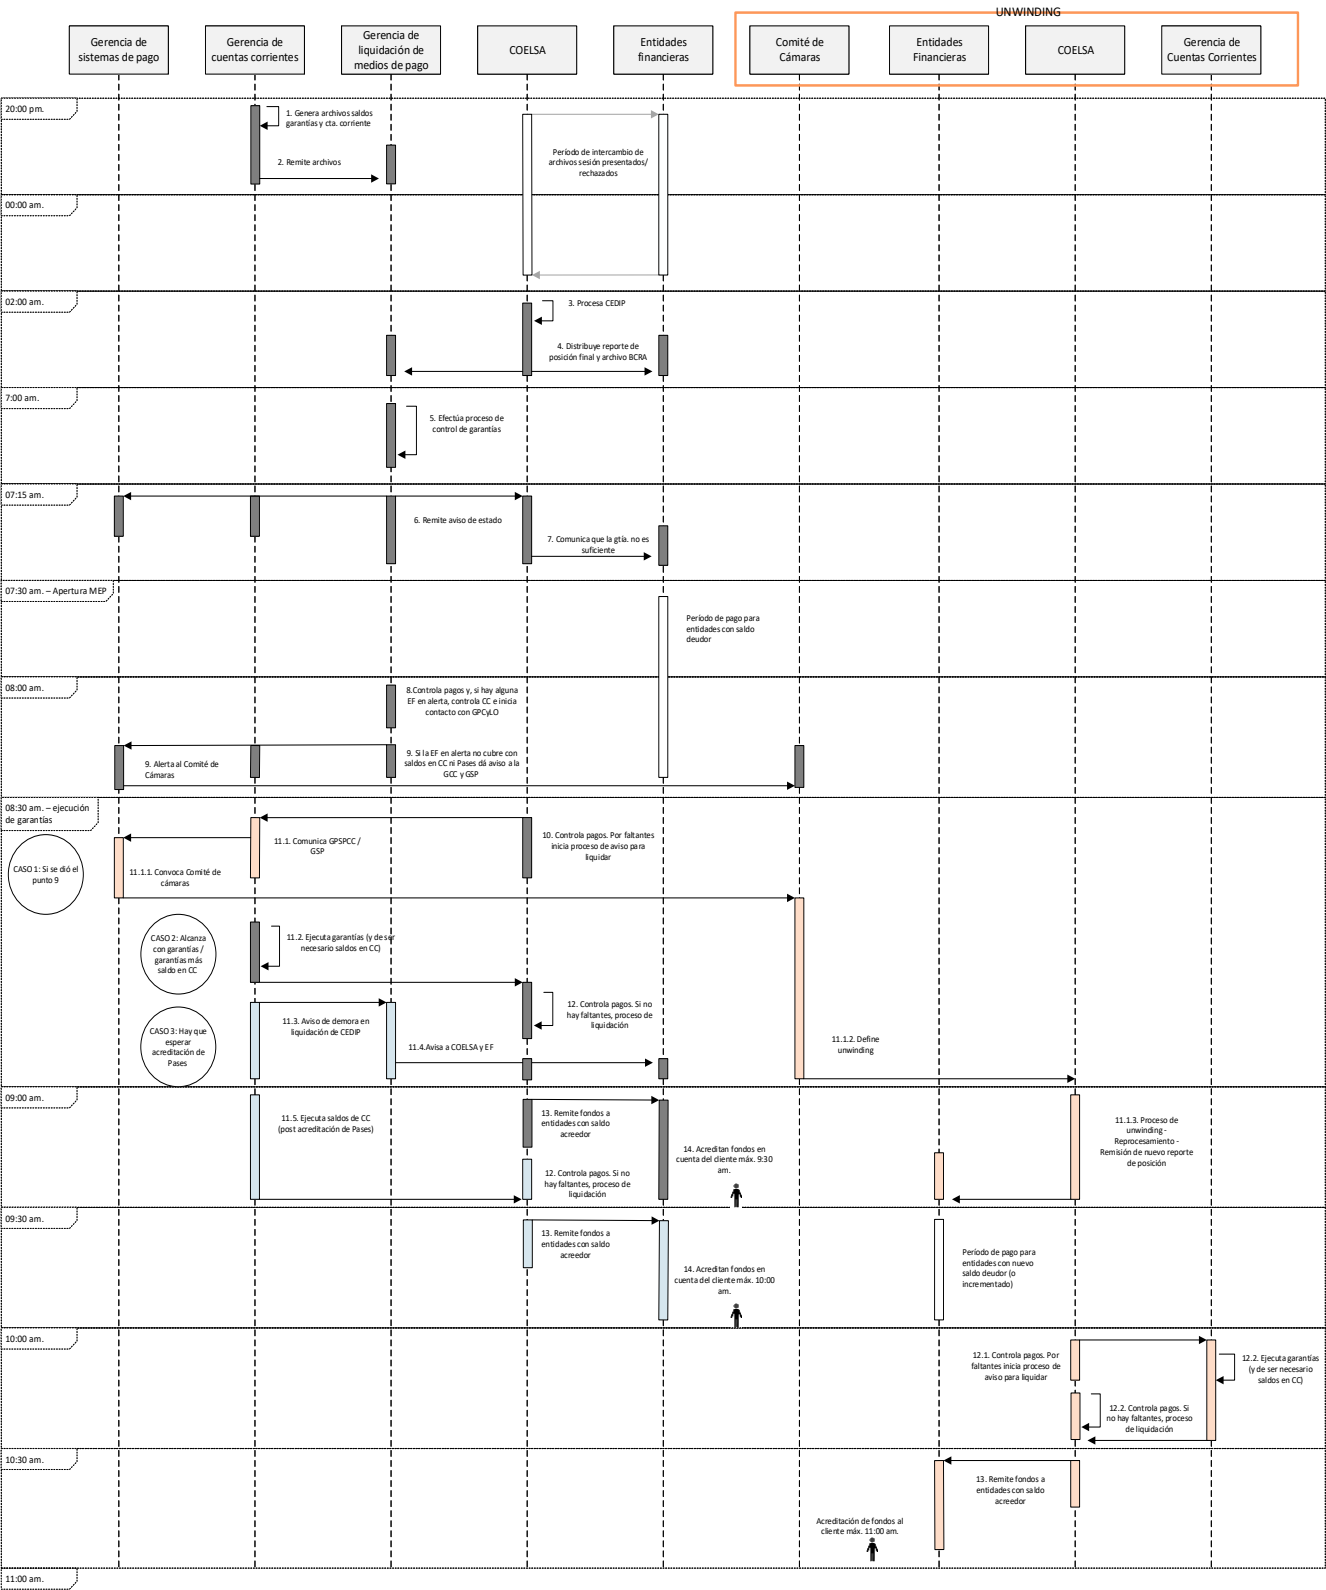 UNWINDING
Gerencia de
sistemas de pago
Gerencia de
cuentas corrientes
Gerencia de
liquidación de
medios de pago
COELSA
Entidades
financieras
Comité de
Cámaras
Entidades
Financieras
COELSA
Gerencia de
Cuentas Corrientes
20:00 pm.
1. Genera archivos saldos
garantías y cta. corriente
2. Remite archivos
Período de intercambio de
archivos sesión presentados/
rechazados
00:00 am.
02:00 am.
3. Procesa CEDIP
4. Distribuye reporte de
posición final y archivo BCRA
7:00 am.
5. Efectúa proceso de
control de garantías
07:15 am.
6. Remite aviso de estado
7. Comunica que la gtía. no es
suficiente
07:30 am. – Apertura MEP
Período de pago para
entidades con saldo
deudor
08:00 am.
8.Controla pagos y, si hay alguna
EF en alerta, controla CC e inicia
contacto con GPCyLO
9. Alerta al Comité de
Cámaras
9. Si la EF en alerta no cubre con
saldos en CC ni Pases dá aviso a la
GCC y GSP
08:30 am. – ejecución
de garantías
CASO 1: Si se dió el
punto 9
11.1. Comunica GPSPCC /
GSP
10. Controla pagos. Por faltantes
inicia proceso de aviso para
liquidar
11.1.1. Convoca Comité de
cámaras
CASO 2: Alcanza
con garantías /
garantías más
saldo en CC
11.2. Ejecuta garantías (y de ser
necesario saldos en CC)
12. Controla pagos. Si no
hay faltantes, proceso de
liquidación
CASO 3: Hay que
esperar
acreditación de
Pases
11.3. Aviso de demora en
liquidación de CEDIP
11.4.Avisa a COELSA y EF
11.1.2. Define
unwinding
09:00 am.
11.5. Ejecuta saldos de CC
(post acreditación de Pases)
13. Remite fondos a
entidades con saldo
acreedor
12. Controla pagos. Si no
hay faltantes, proceso de
liquidación
14. Acreditan fondos en
cuenta del cliente máx. 9:30
am.
11.1.3. Proceso de
unwinding -
Reprocesamiento -
Remisión de nuevo reporte
de posición
09:30 am.
13. Remite fondos a
entidades con saldo
acreedor
14. Acreditan fondos en
cuenta del cliente máx. 10:00
am.
Período de pago para
entidades con nuevo
saldo deudor (o
incrementado)
10:00 am.
12.1. Controla pagos. Por
faltantes inicia proceso de
aviso para liquidar
12.2. Ejecuta garantías
(y de ser necesario
saldos en CC)
12.2. Controla pagos. Si
no hay faltantes, proceso
de liquidación
10:30 am.
13. Remite fondos a
entidades con saldo
acreedor
Acreditación de fondos al
cliente máx. 11:00 am.
11:00 am.